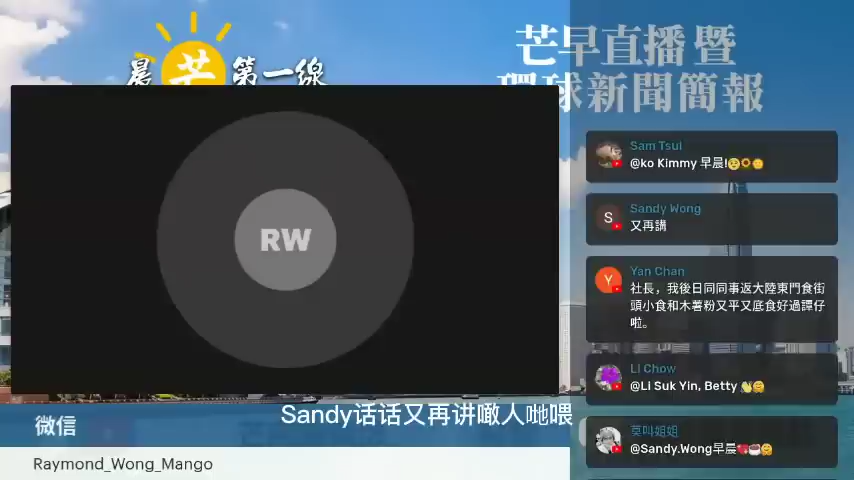 晨芒第一線
芒早直播暨
環球新聞簡報
RW
Sam Tsui
@ko Kimmy 早晨!🥹🌻🌞
Sandy Wong
S
又再講
Yan Chan
Y
社長，我後日同同事返大陸東門食街
頭小食和木薯粉又平又底食好過譚仔
啦。
Li Chow
@Li Suk Yin, Betty 👋🤗
莫叫姐姐
@Sandy.Wong早晨
Sandy话话又再讲噉人哋喂
微信
Raymond_Wong_Mango